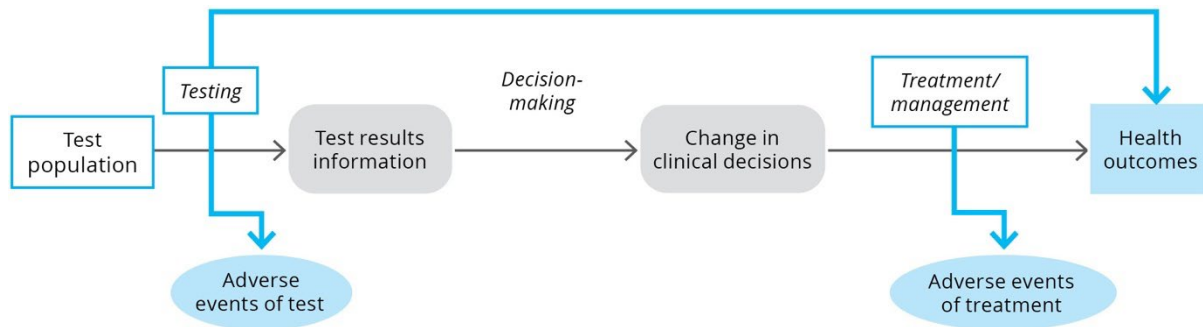 Testing
Decision-
making
Treatment/
management
Test
population
Test results
information
Change in
clinical decisions
Health
outcomes
Adverse
events of test
Adverse events
of treatment